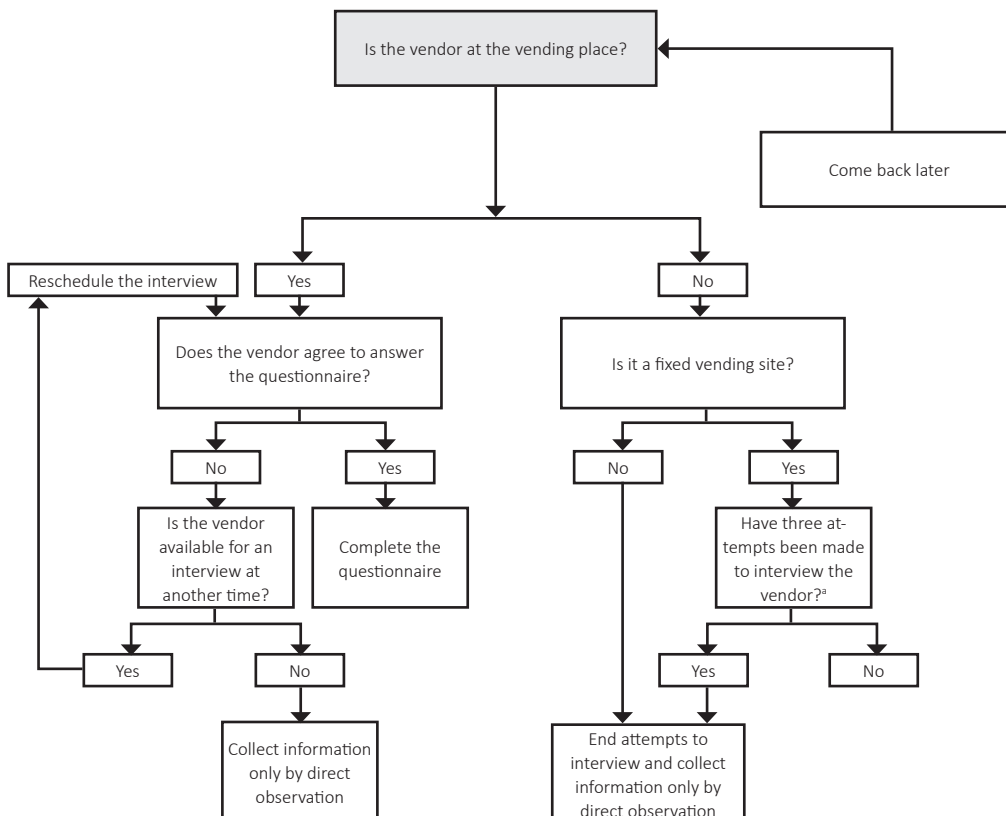 Is the vendor at the vending place?
Come back later
Reschedule the interview
Yes
No
Does the vendor agree to answer
the questionnaire?
Is it a fixed vending site?
No
Yes
No
Yes
Is the vendor
available for an
interview at
another time?
Complete the
questionnaire
Have three at-
tempts been made
to interview the
vendor?ª
Yes
No
Yes
No
Collect information
only by direct
observation
End attempts to
interview and collect
information only by
direct observation